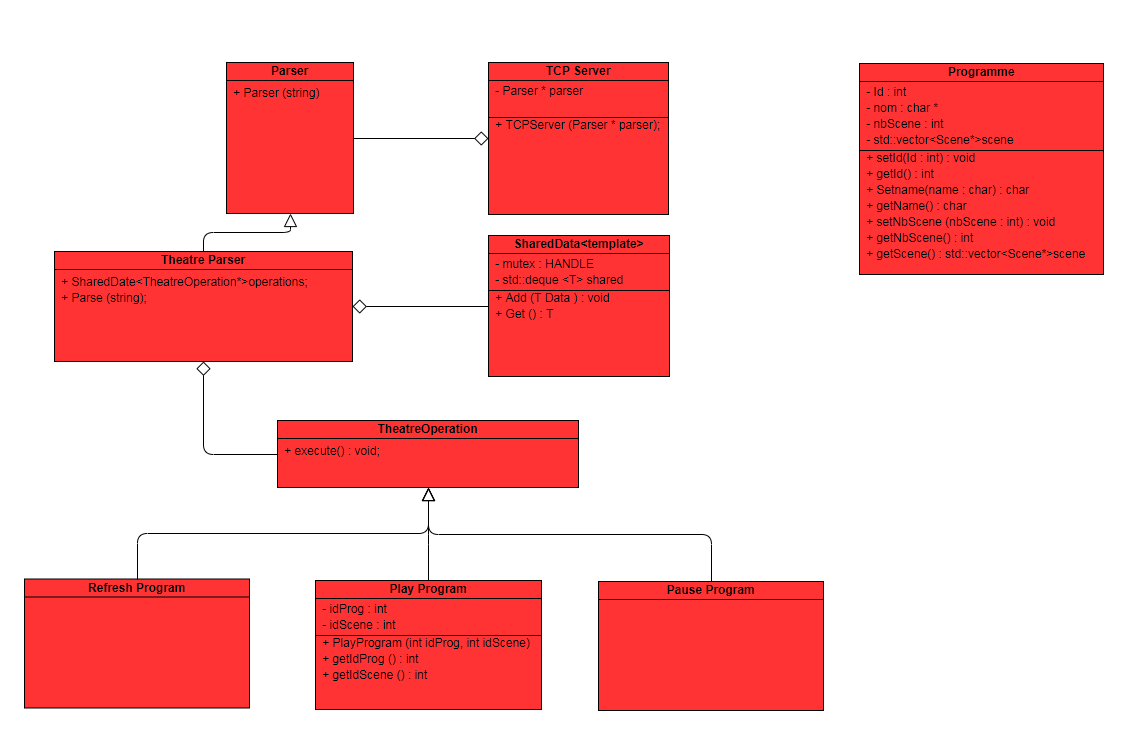 Parser
+ Parser (string)
TCP Server
- Parser * parser
+ TCPServer (Parser * parser);
Programme
- Id : int
- nom : char *
- nbScene : int
- std::vector<Scene*>scene
+ setId(Id : int) : void
+ getId() : int
+ Setname(name : char) : char
+ getName() : char
+ setNbScene (nbScene : int) : void
+ getNbScene() : int
+ getScene() : std::vector<Scene*>scene
Theatre Parser
+ SharedDate<TheatreOperation*>operations;
+ Parse (string);
SharedData<template>
- mutex : HANDLE
- std::deque <T> shared
+ Add (T Data ) : void
+ Get () : T
TheatreOperation
+ execute() : void;
Refresh Program
Play Program
- idProg : int
- idScene : int
+ PlayProgram (int idProg, int idScene)
+ getIdProg () : int
+ getIdScene () : int
Pause Program